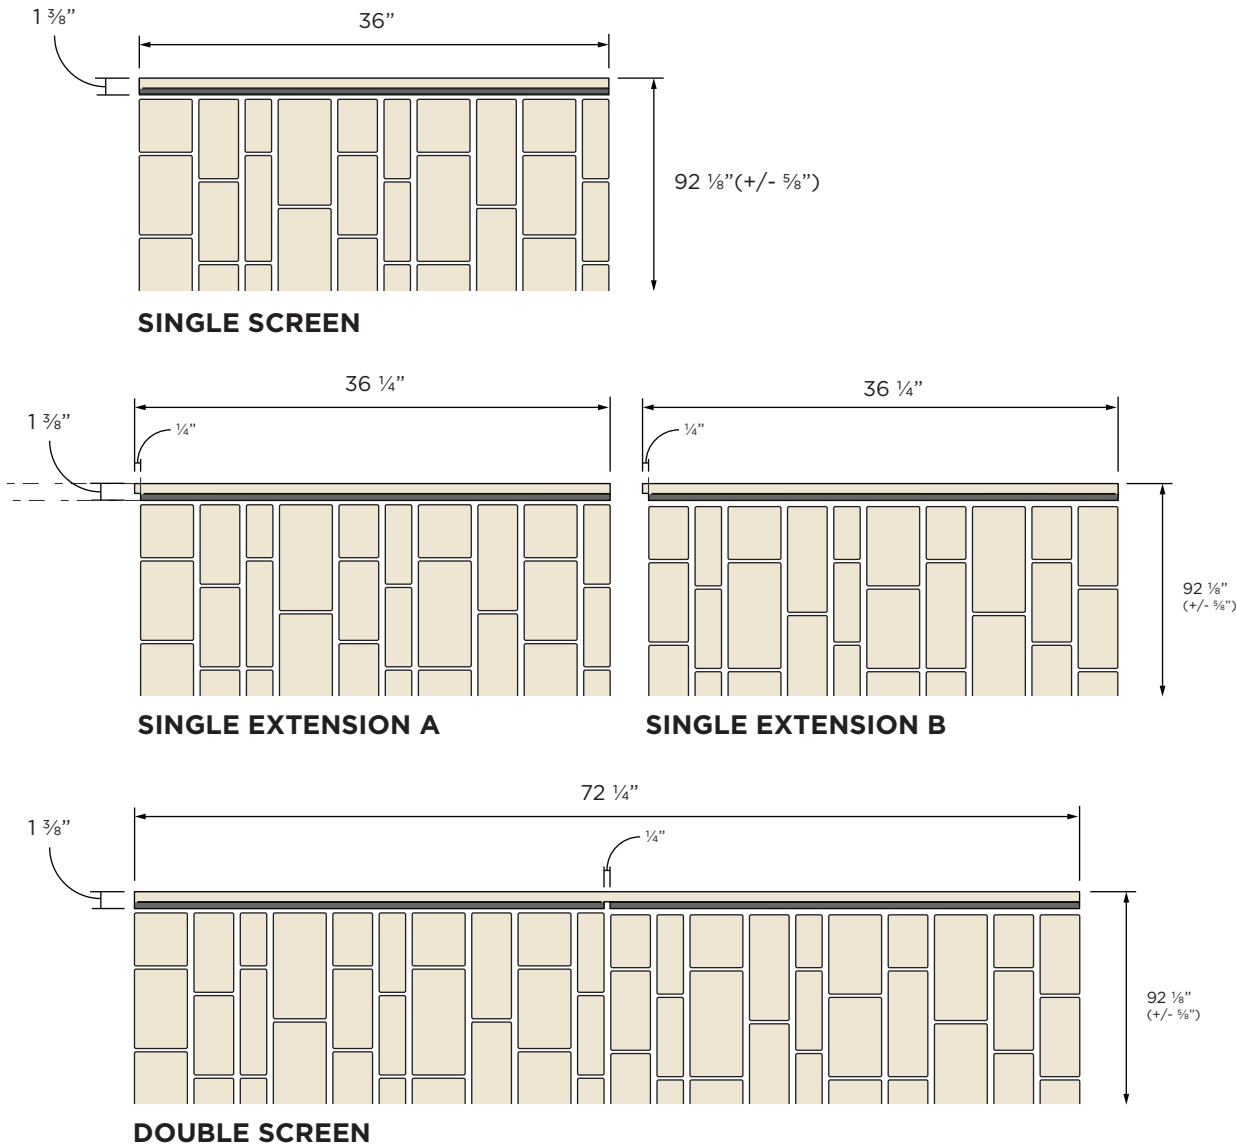 1 ⅜”
36”
92 ⅛”(+/- ⅝”)
SINGLE SCREEN
36 ¼”
36 ¼”
1 ⅜”
¼”
¼”
92 ⅛”
(+/- ⅝”)
SINGLE EXTENSION A
SINGLE EXTENSION B
72 ¼”
1 ⅜”
¼”
92 ⅛”
(+/- ⅝”)
DOUBLE SCREEN